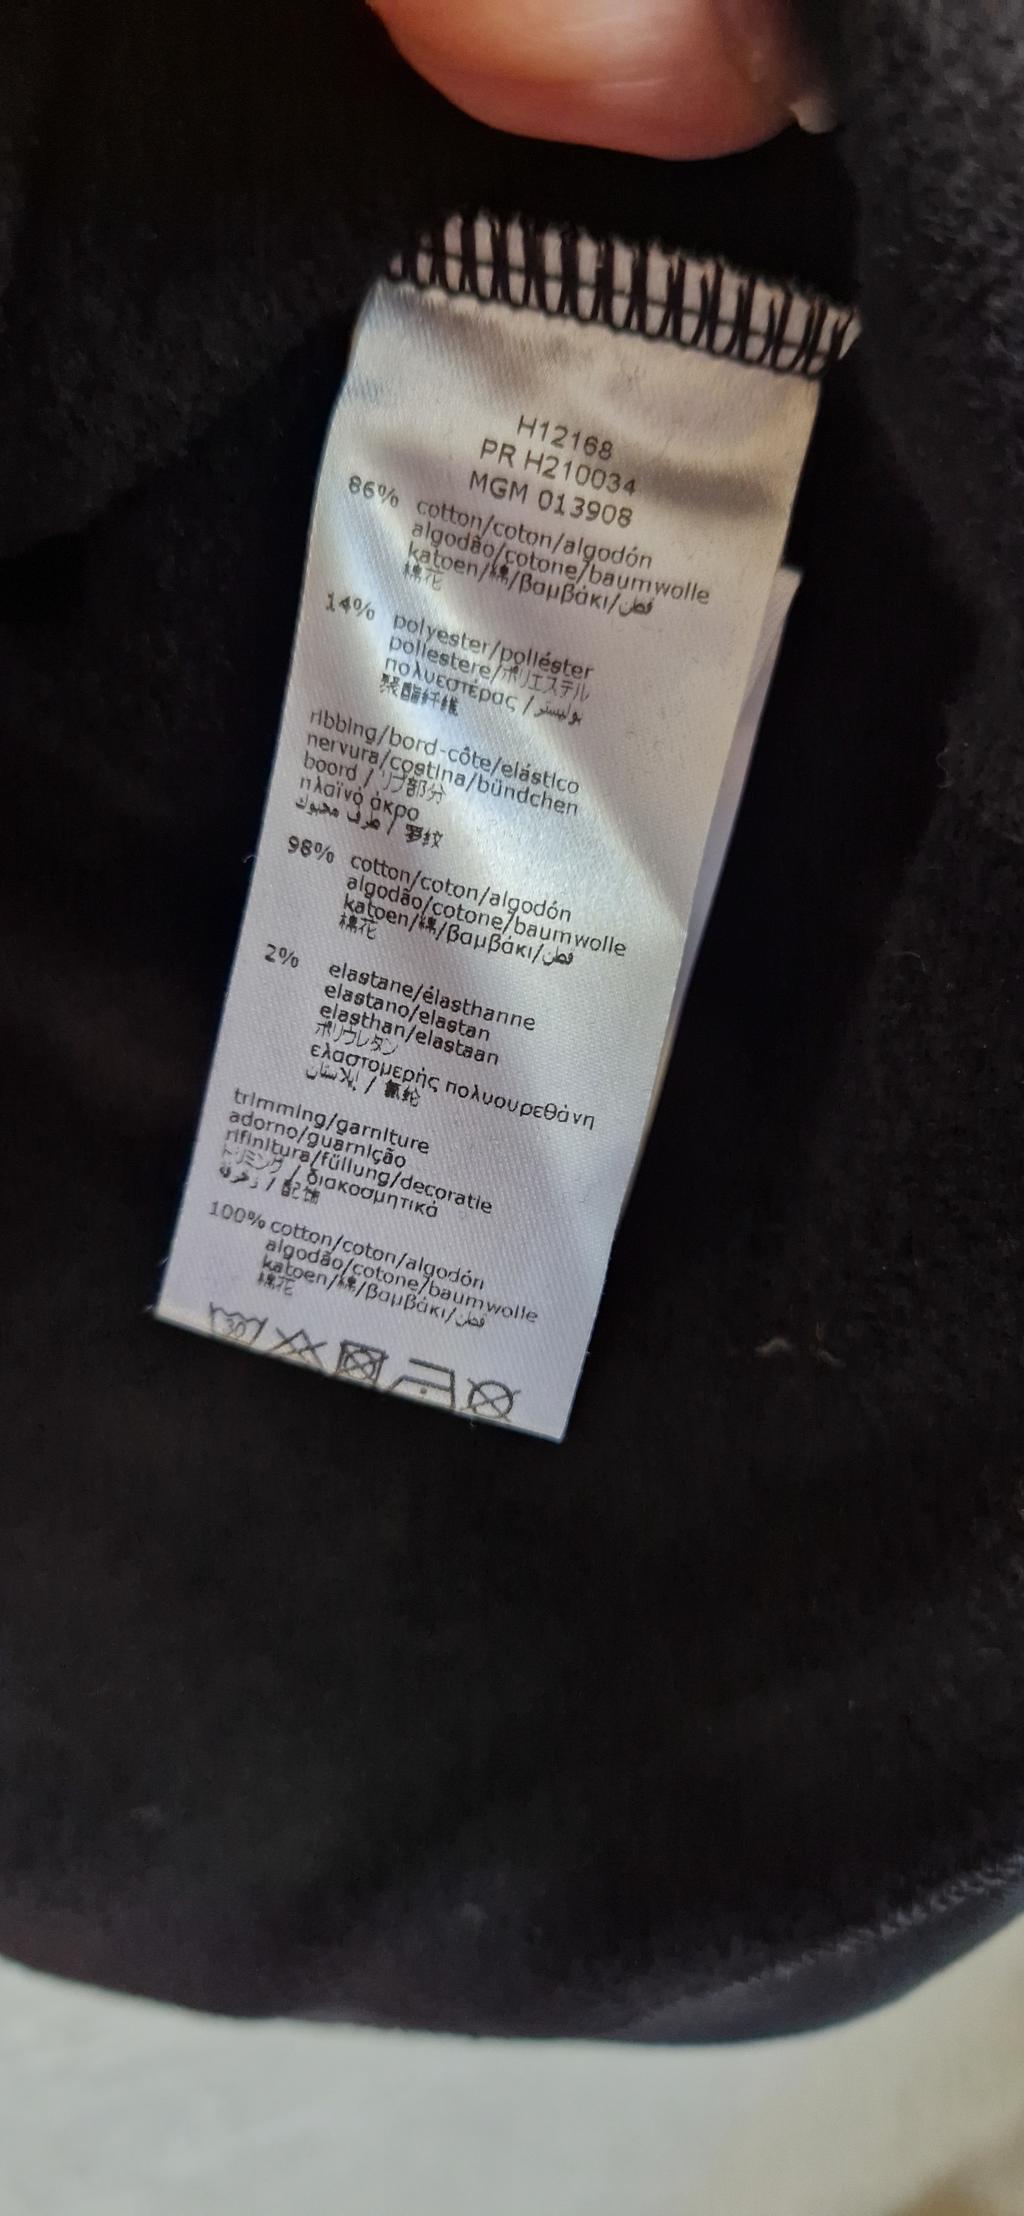 H12168
PR H210034
MGM 013908
86% cotton/coton/algodón
algodão/cotone/baumwolle
katoen/綿/βαμβάκι/قطن
棉花
14% polyester/poliéster
poliestere/ポリエステル
πολυεστέρας / بوليستر
聚酯纤维
ribbing/bord-côte/elástico
nervura/costina/bündchen
boord / リブ部分
πλαϊνό άκρο
طرف محبوك / 罗纹
98% cotton/coton/algodón
algodão/cotone/baumwolle
katoen/綿/βαμβάκι/قطن
棉花
2% elastane/élasthanne
elastano/elastan
elasthan/elastaan
ポリウレタン
ελαστομερής πολυουρεθάνη
إيلاستان / 氨纶
trimming/garniture
adorno/guarnição
rifinitura/füllung/decoratie
トリミング / διακοσμητικά
زخرفة / 配饰
100% cotton/coton/algodón
algodão/cotone/baumwolle
katoen/綿/βαμβάκι/قطن
棉花
30